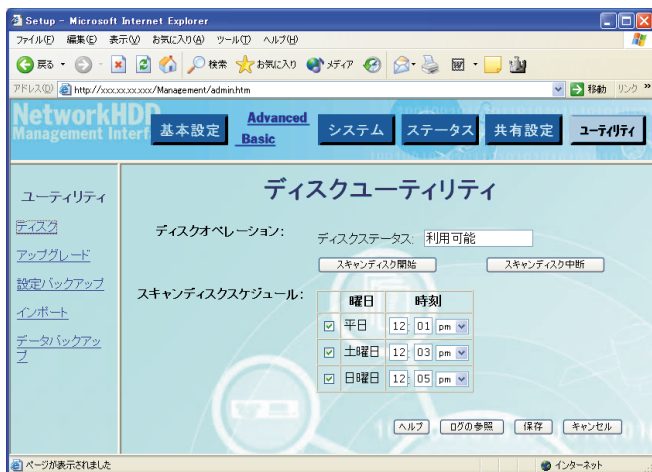 Setup - Microsoft Internet Explorer
ファイル(F) 編集(E) 表示(V) お気に入り(A) ツール(T) ヘルプ(H)
戻る 検索 お気に入り メディア
アドレス(D) http://xxx.xx.xxx.xxx/Management/admin.htm 移動 リンク »
NetworkHDD
Management Interf
基本設定 Advanced Basic システム ステータス 共有設定 ユーティリティ
ユーティリティ
ディスク
アップグレード
設定バックアップ
インポート
データバックアップ
ディスクユーティリティ
ディスクオペレーション: ディスクステータス: 利用可能
スキャンディスク開始 スキャンディスク中断
スキャンディスクスケジュール:
曜日 時刻
平日 12: 01 pm
土曜日 12: 03 pm
日曜日 12: 05 pm
ヘルプ ログの参照 保存 キャンセル
ページが表示されました インターネット